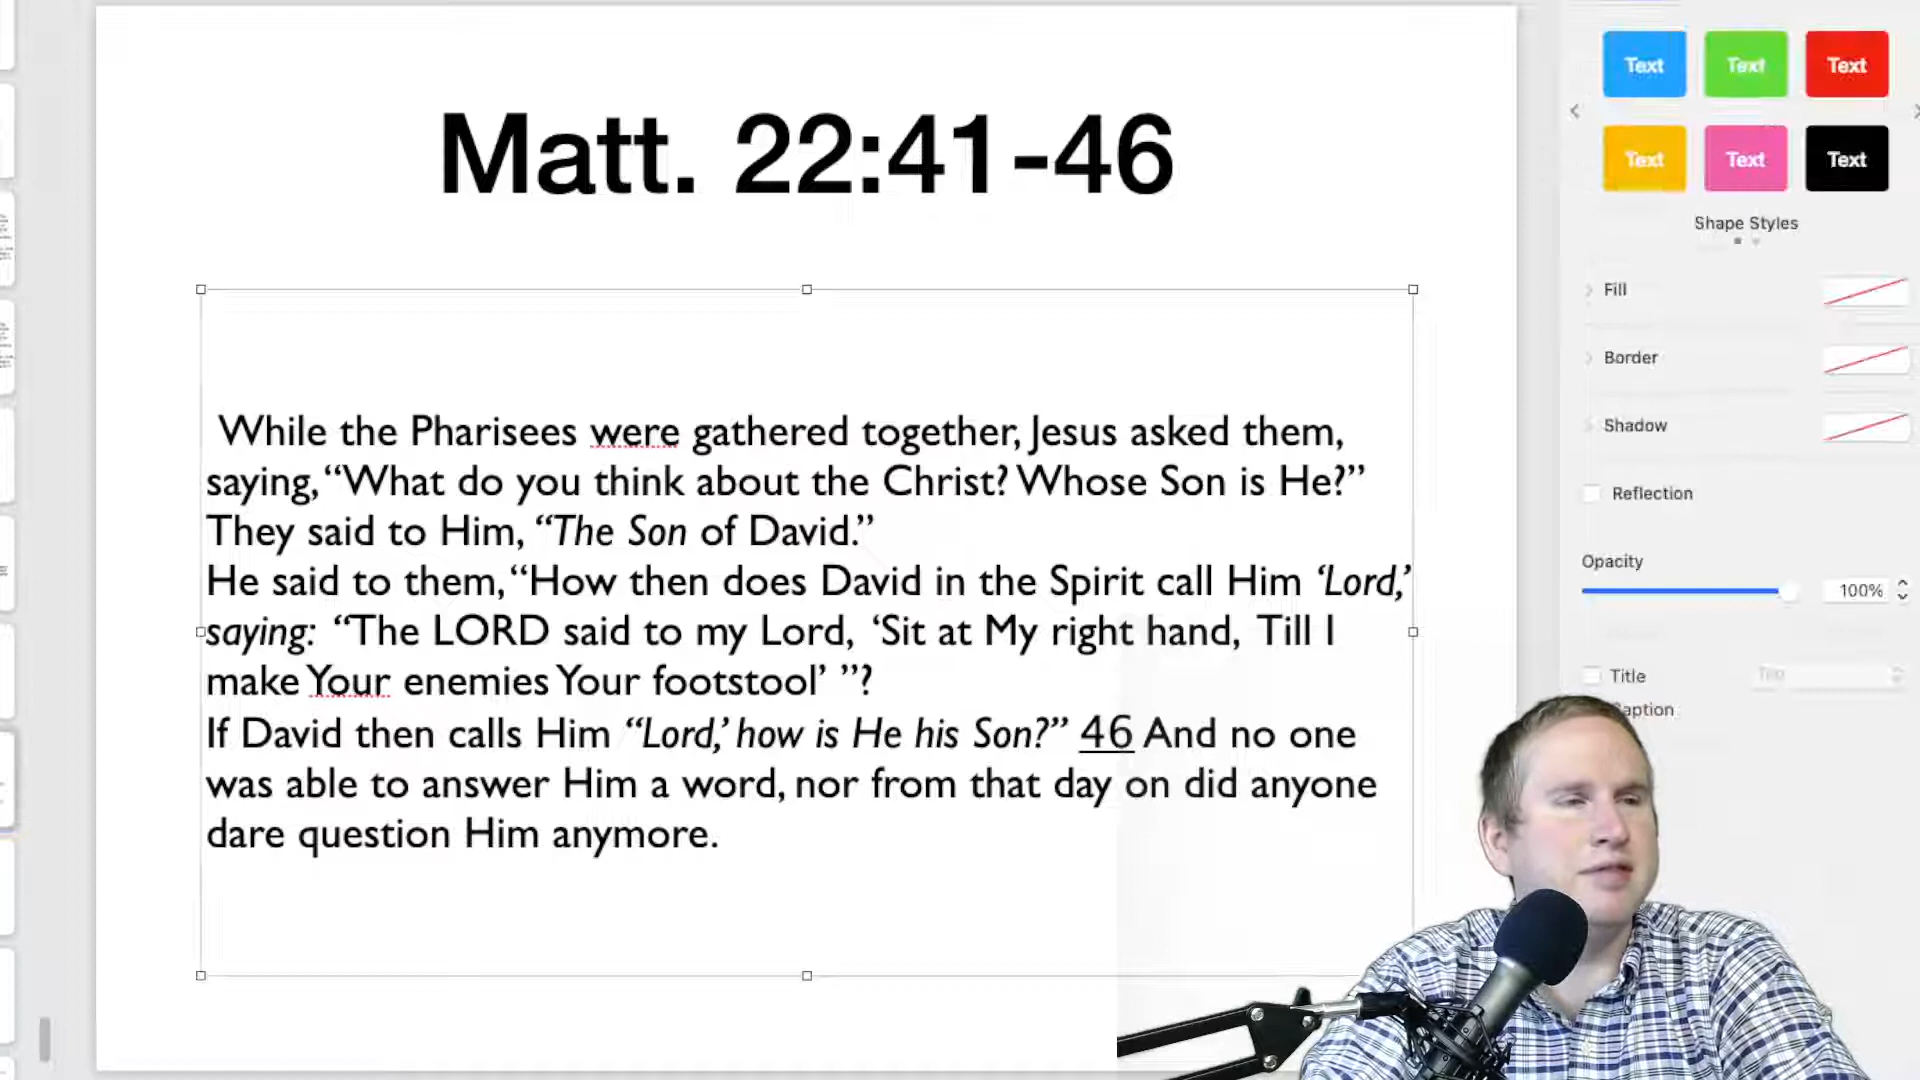 Matt. 22:41-46
While the Pharisees were gathered together, Jesus asked them,
saying, “What do you think about the Christ? Whose Son is He?”
They said to Him, “The Son of David.”
He said to them, “How then does David in the Spirit call Him ‘Lord,’
saying: “The LORD said to my Lord, ‘Sit at My right hand, Till I
make Your enemies Your footstool’ ”?
If David then calls Him “Lord,’ how is He his Son?” 46 And no one
was able to answer Him a word, nor from that day on did anyone
dare question Him anymore.
Text Text Text
Text Text Text
Shape Styles
Fill
Border
Shadow
Reflection
Opacity
100%
Title